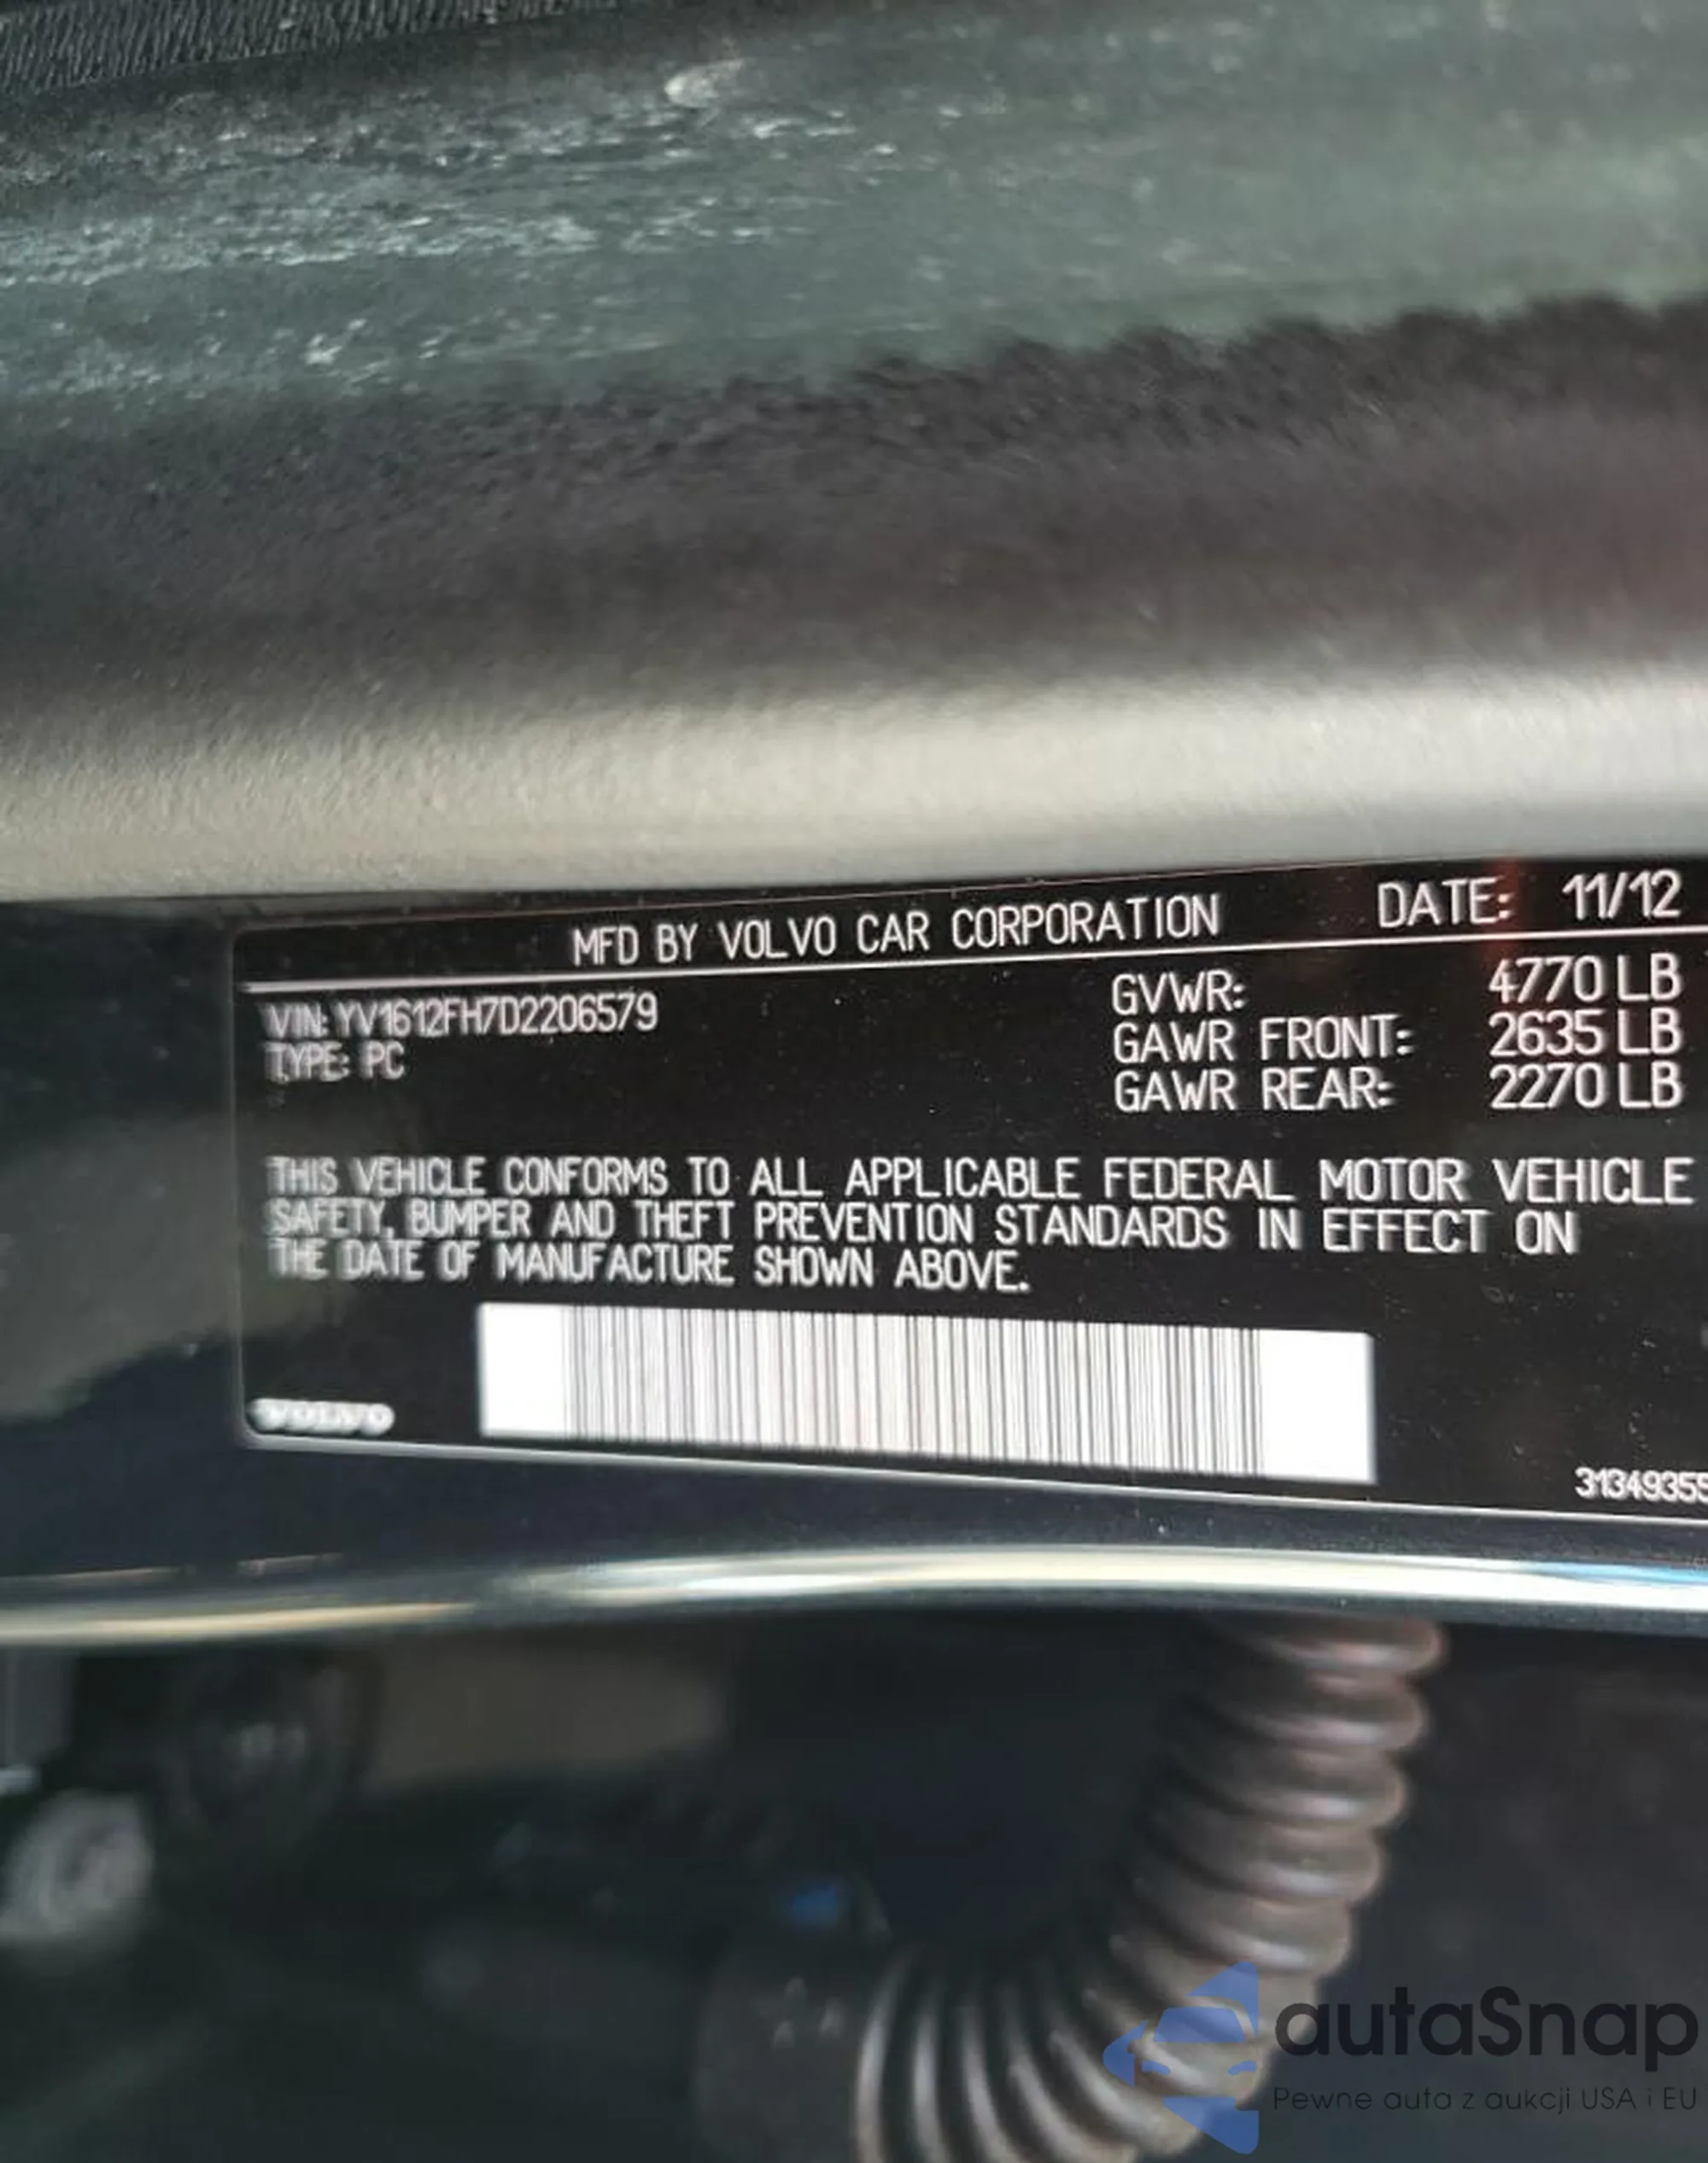 MFD BY VOLVO CAR CORPORATION DATE: 11/12
VIN: YV1612FH7D2206579 GVWR: 4770 LB
TYPE: PC GAWR FRONT: 2635 LB
GAWR REAR: 2270 LB
THIS VEHICLE CONFORMS TO ALL APPLICABLE FEDERAL MOTOR VEHICLE
SAFETY, BUMPER AND THEFT PREVENTION STANDARDS IN EFFECT ON
THE DATE OF MANUFACTURE SHOWN ABOVE.
VOLVO
31349355
autaSnap
Pewne auta z aukcji USA i EU